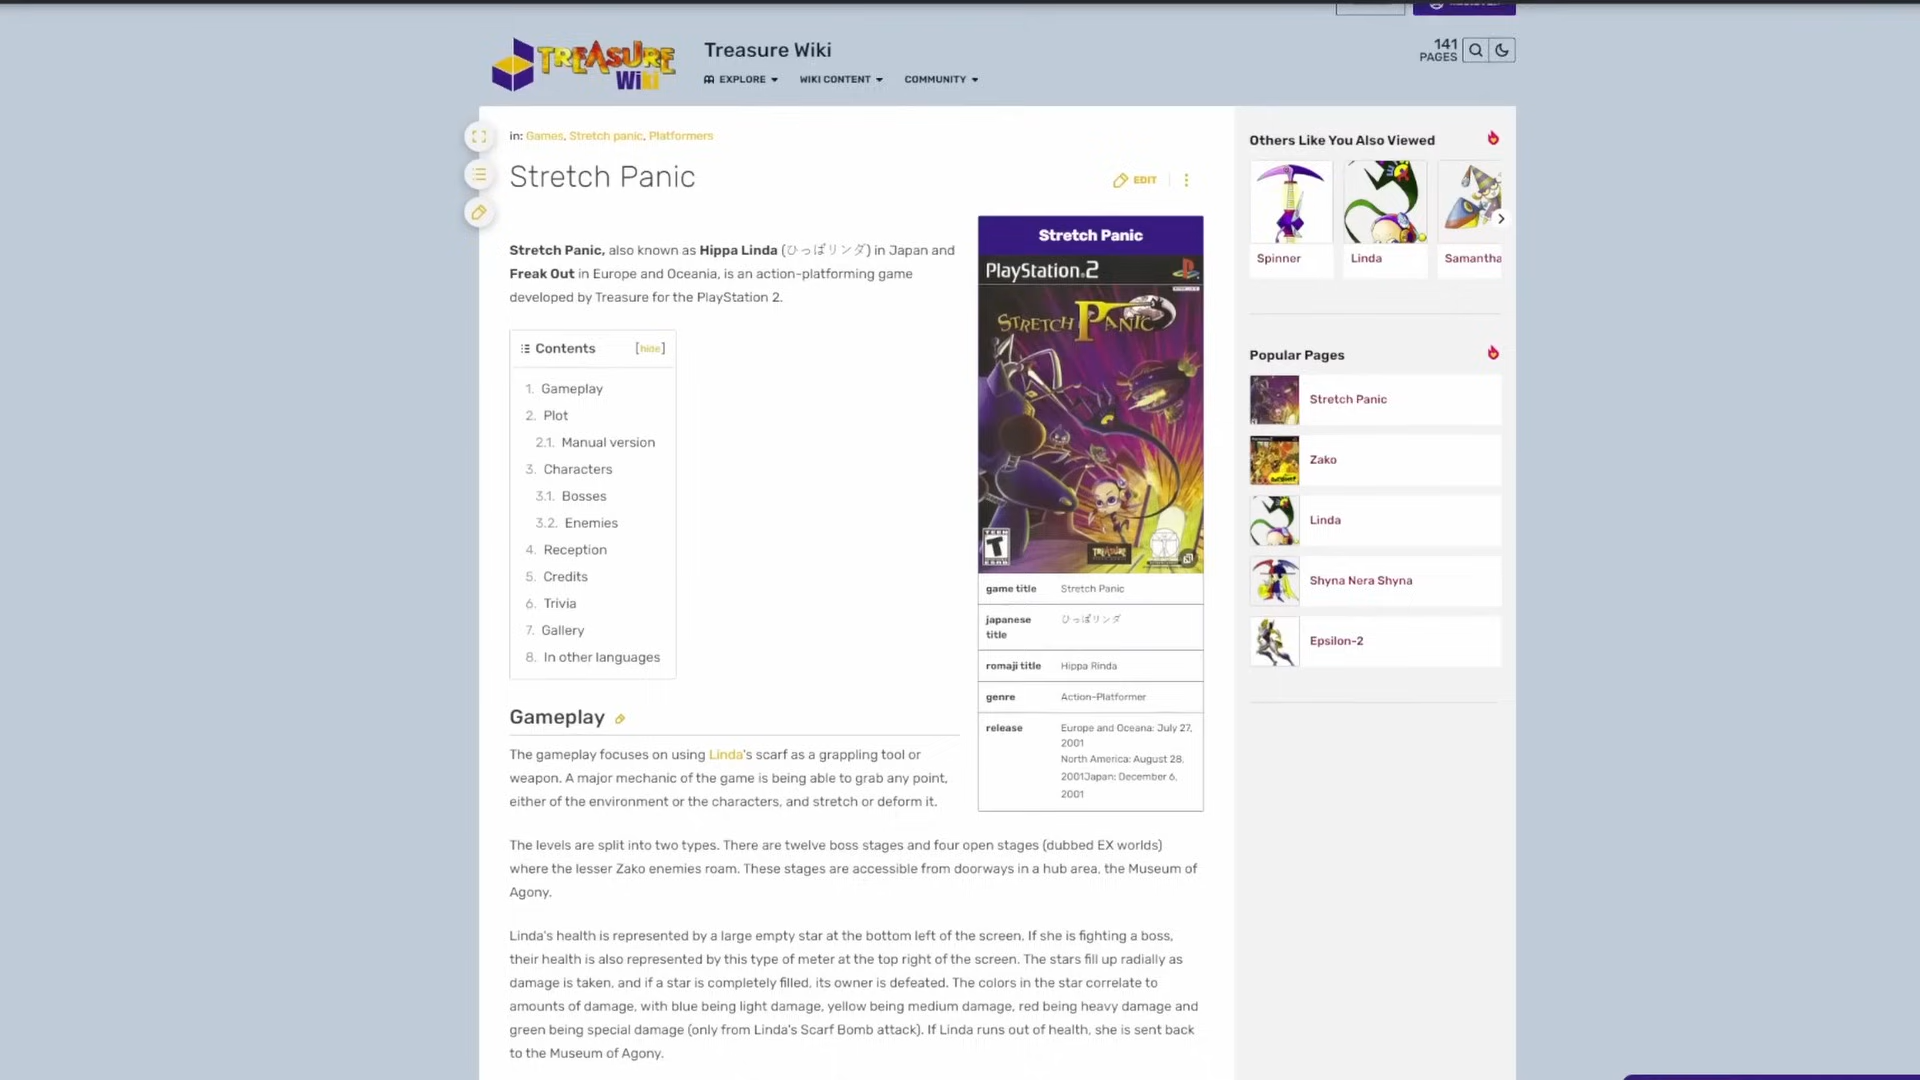 TREASURE
Wiki
Treasure Wiki
EXPLORE
WIKI CONTENT
COMMUNITY
141
PAGES
in: Games, Stretch panic, Platformers
Stretch Panic
EDIT
Stretch Panic, also known as Hippa Linda (ひっぱリンダ) in Japan and
Freak Out in Europe and Oceania, is an action-platforming game
developed by Treasure for the PlayStation 2.
Contents [hide]
1. Gameplay
2. Plot
2.1. Manual version
3. Characters
3.1. Bosses
3.2. Enemies
4. Reception
5. Credits
6. Trivia
7. Gallery
8. In other languages
Stretch Panic
PlayStation.2
STRETCH PANIC
TEEN
T
ESRB
TREASURE
game title Stretch Panic
japanese
title
ひっぱリンダ
romaji title Hippa Rinda
genre Action-Platformer
release Europe and Oceana: July 27,
2001
North America: August 28,
2001Japan: December 6,
2001
Gameplay
The gameplay focuses on using Linda's scarf as a grappling tool or
weapon. A major mechanic of the game is being able to grab any point,
either of the environment or the characters, and stretch or deform it.
The levels are split into two types. There are twelve boss stages and four open stages (dubbed EX worlds)
where the lesser Zako enemies roam. These stages are accessible from doorways in a hub area, the Museum of
Agony.
Linda's health is represented by a large empty star at the bottom left of the screen. If she is fighting a boss,
their health is also represented by this type of meter at the top right of the screen. The stars fill up radially as
damage is taken, and if a star is completely filled, its owner is defeated. The colors in the star correlate to
amounts of damage, with blue being light damage, yellow being medium damage, red being heavy damage and
green being special damage (only from Linda's Scarf Bomb attack). If Linda runs out of health, she is sent back
to the Museum of Agony.
Others Like You Also Viewed
Spinner
Linda
Samantha
Popular Pages
Stretch Panic
Zako
Linda
Shyna Nera Shyna
Epsilon-2